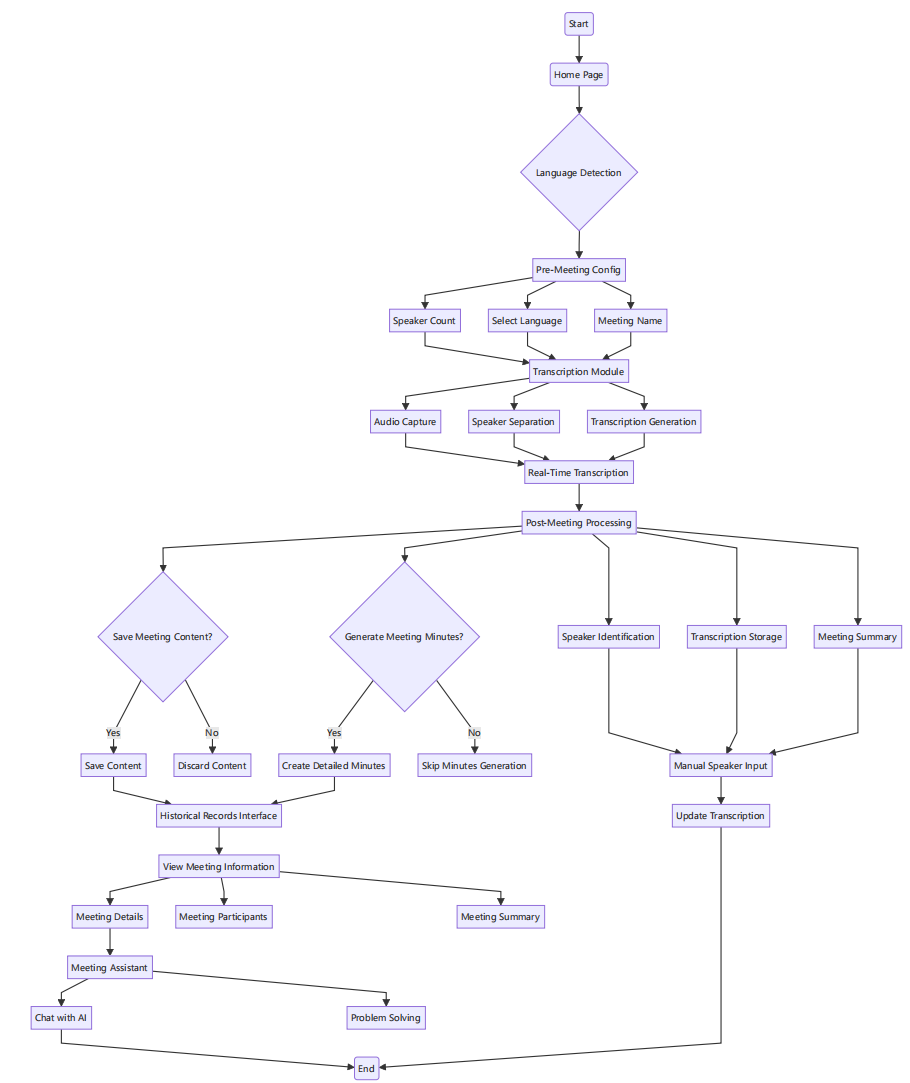 Start
Home Page
Language Detection
Pre-Meeting Config
Speaker Count
Select Language
Meeting Name
Transcription Module
Audio Capture
Speaker Separation
Transcription Generation
Real-Time Transcription
Post-Meeting Processing
Save Meeting Content?
Generate Meeting Minutes?
Speaker Identification
Transcription Storage
Meeting Summary
Yes
No
Yes
No
Save Content
Discard Content
Create Detailed Minutes
Skip Minutes Generation
Manual Speaker Input
Historical Records Interface
Update Transcription
View Meeting Information
Meeting Details
Meeting Participants
Meeting Summary
Meeting Assistant
Chat with AI
Problem Solving
End